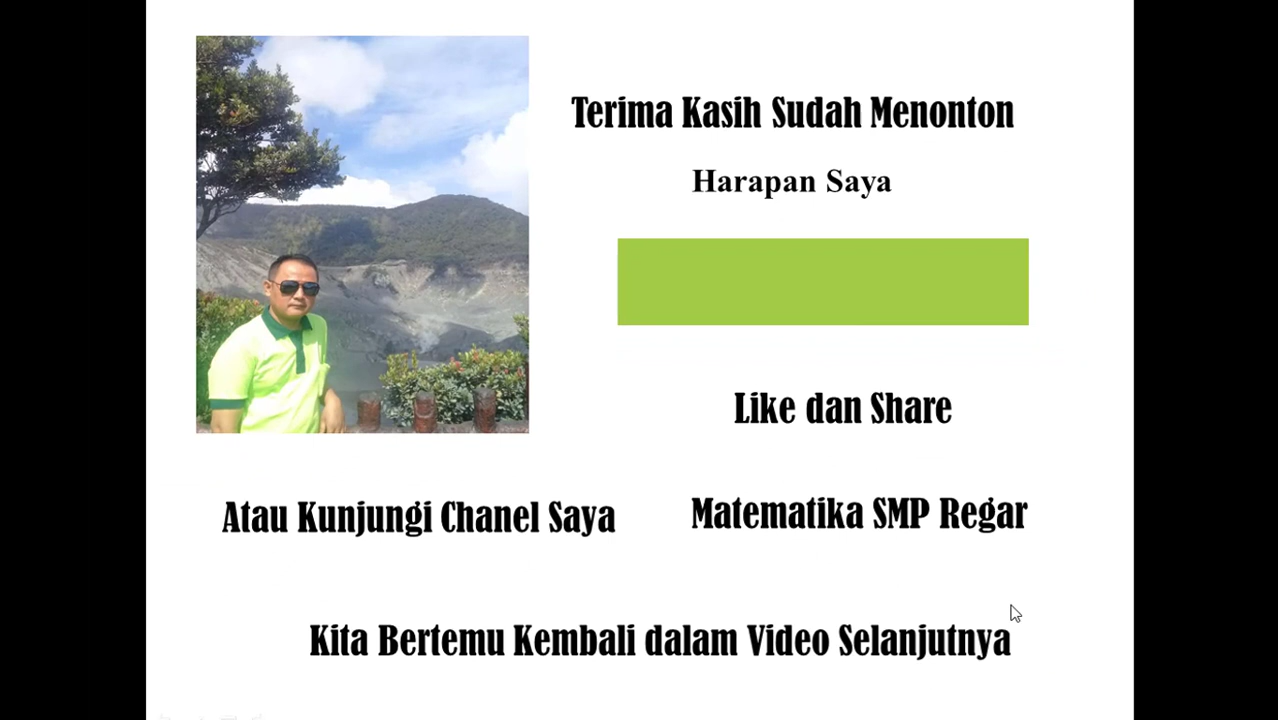 Terima Kasih Sudah Menonton
Harapan Saya
Like dan Share
Atau Kunjungi Chanel Saya
Matematika SMP Regar
Kita Bertemu Kembali dalam Video Selanjutnya